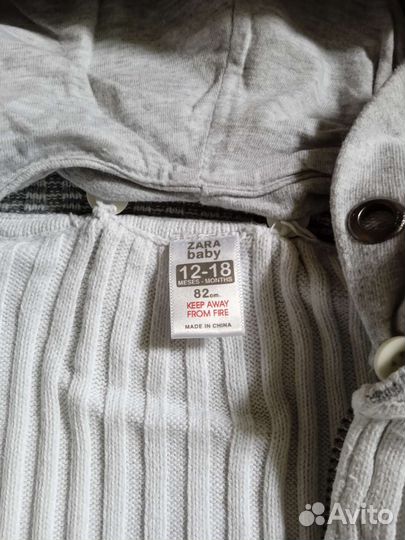 ZARA
baby
12-18
MESES - MONTHS
82cm.
KEEP AWAY
FROM FIRE
MADE IN CHINA
Avito